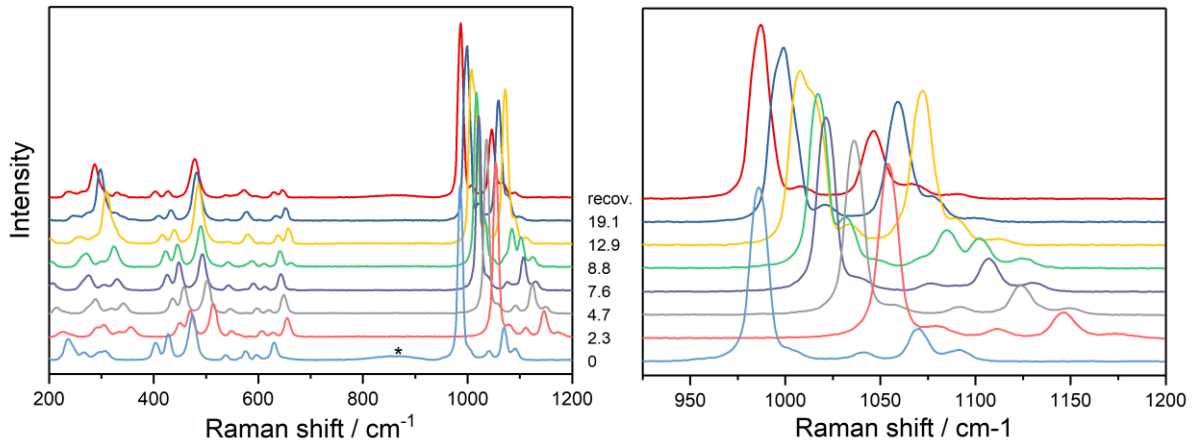 Intensity
recov.
19.1
12.9
8.8
7.6
4.7
2.3
0
*
200 400 600 800 1000 1200
Raman shift / cm-1
950 1000 1050 1100 1150 1200
Raman shift / cm-1